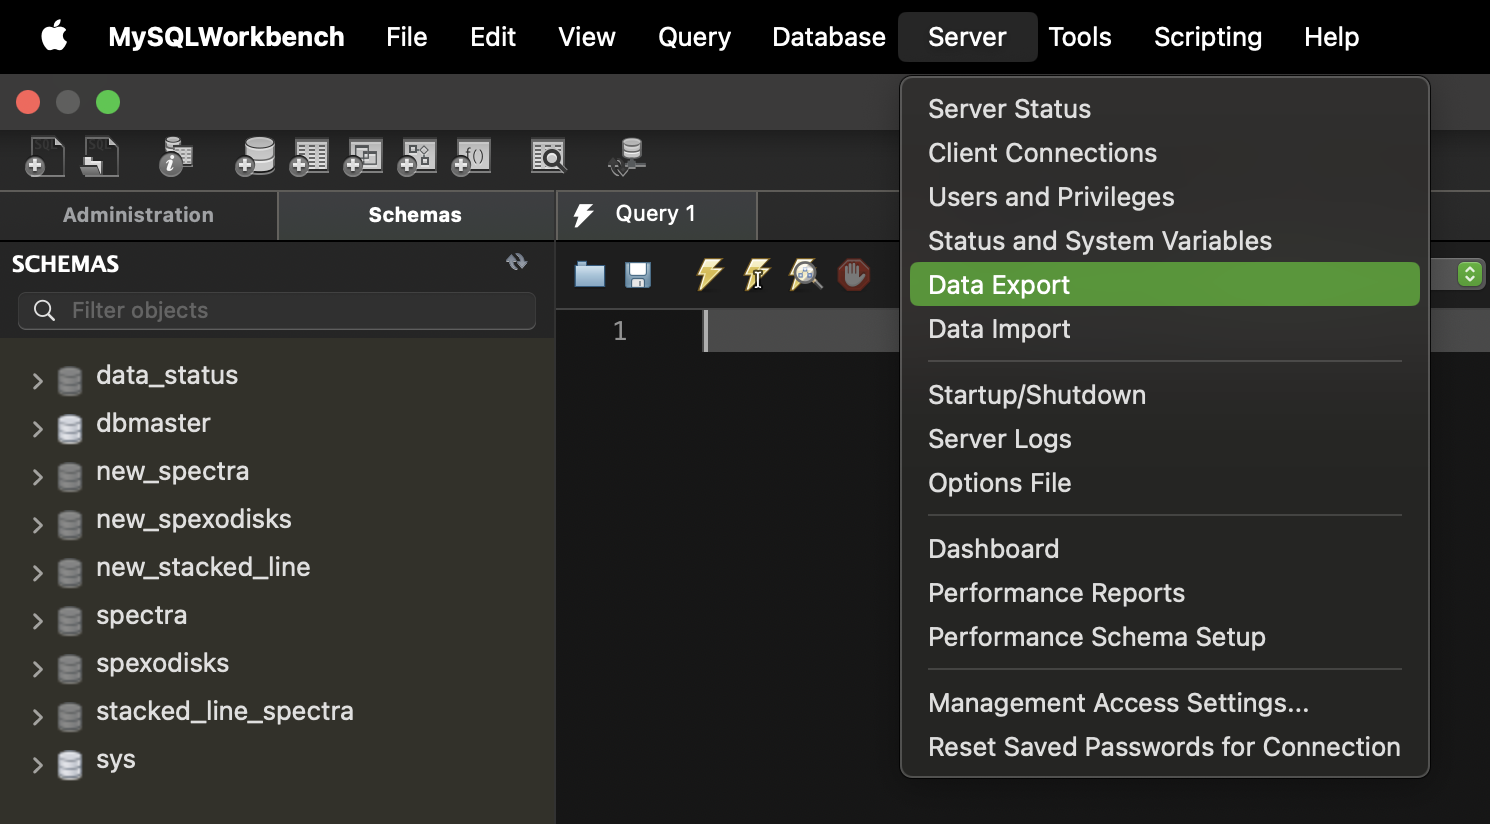 MySQLWorkbench File Edit View Query Database Server Tools Scripting Help
Administration Schemas Query 1
SCHEMAS
Filter objects
data_status
dbmaster
new_spectra
new_spexodisks
new_stacked_line
spectra
spexodisks
stacked_line_spectra
sys
1
Server Status
Client Connections
Users and Privileges
Status and System Variables
Data Export
Data Import
Startup/Shutdown
Server Logs
Options File
Dashboard
Performance Reports
Performance Schema Setup
Management Access Settings...
Reset Saved Passwords for Connection